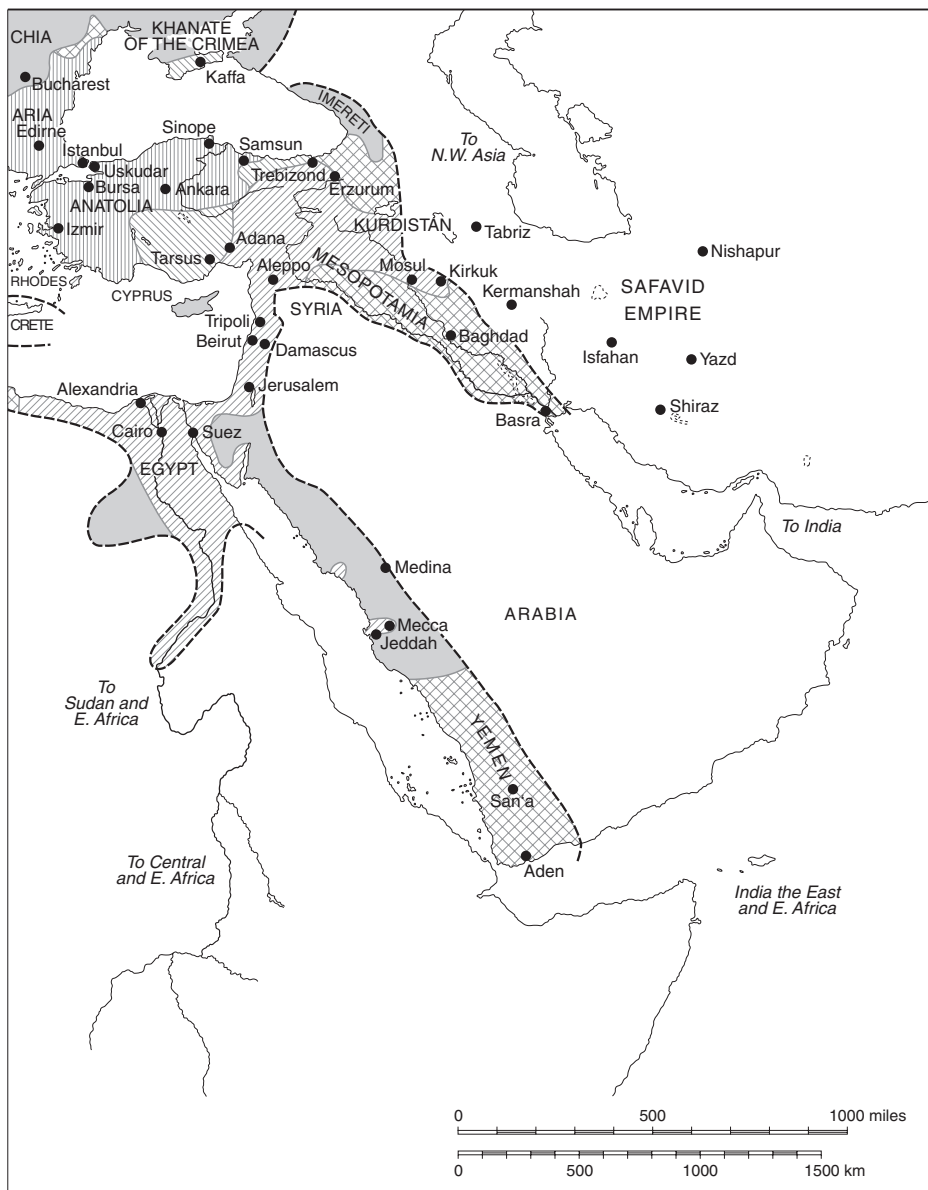 CHIA
KHANATE
OF THE CRIMEA
Kaffa
Bucharest
IMERETI
ARIA
Edirne
Sinope
Samsun
Istanbul
Uskudar
Trebizond
Bursa
Ankara
Erzurum
ANATOLIA
To
N.W. Asia
KURDISTAN
Tabriz
Izmir
Adana
Nishapur
Tarsus
Aleppo
Mosul
Kirkuk
MESOPOTAMIA
RHODES
CYPRUS
Kermanshah
SAFAVID
EMPIRE
SYRIA
CRETE
Tripoli
Beirut
Damascus
Baghdad
Isfahan
Yazd
Alexandria
Jerusalem
Basra
Shiraz
Cairo
Suez
EGYPT
To India
Medina
ARABIA
Mecca
Jeddah
To
Sudan and
E. Africa
YEMEN
San'a
To Central
and E. Africa
Aden
India the East
and E. Africa
0 500 1000 miles
0 500 1000 1500 km